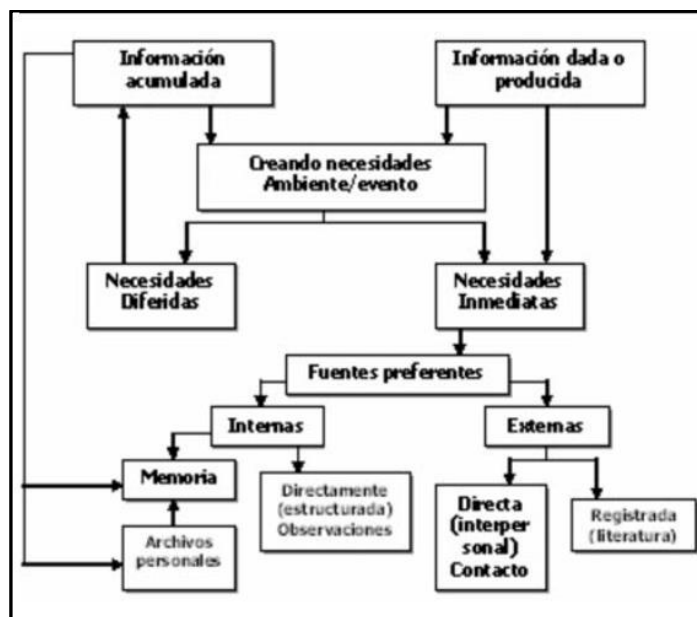 Información
acumulada
Información dada o
producida
Creando necesidades
Ambiente/evento
Necesidades
Diferidas
Necesidades
Inmediatas
Fuentes preferentes
Internas
Externas
Memoria
Directamente
(estructurada)
Observaciones
Directa
(interper
sonal)
Contacto
Registrada
(literatura)
Archivos
personales